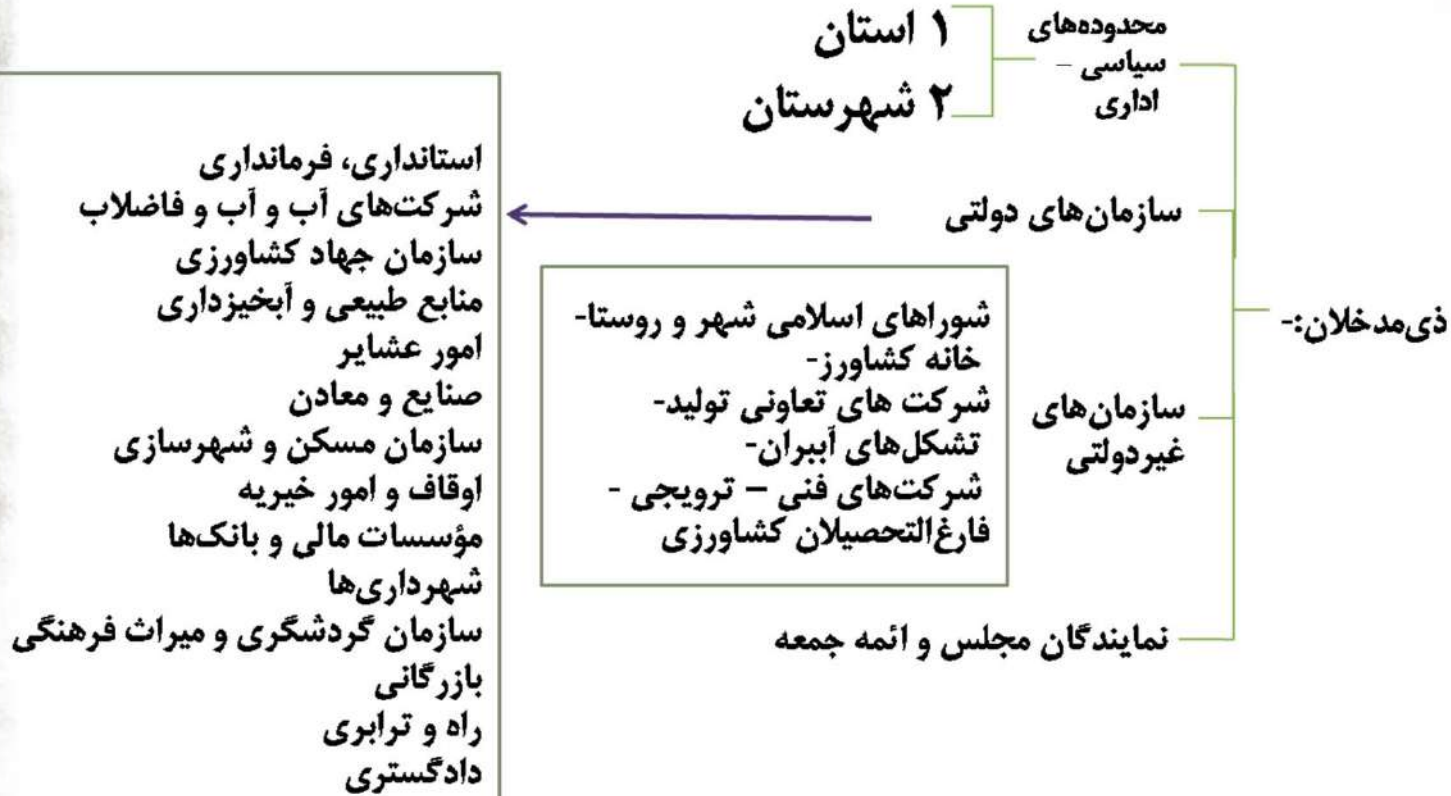 ذی‌مدخلان:-
محدوده‌های
سیاسی –
اداری
۱ استان
۲ شهرستان
سازمان‌های دولتی
استانداری، فرمانداری
شرکت‌های آب و آب و فاضلاب
سازمان جهاد کشاورزی
منابع طبیعی و آبخیزداری
امور عشایر
صنایع و معادن
سازمان مسکن و شهرسازی
اوقاف و امور خیریه
مؤسسات مالی و بانک‌ها
شهرداری‌ها
سازمان گردشگری و میراث فرهنگی
بازرگانی
راه و ترابری
دادگستری
سازمان‌های
غیردولتی
شوراهای اسلامی شهر و روستا-
خانه کشاورز-
شرکت های تعاونی تولید-
تشکل‌های آببران-
شرکت‌های فنی – ترویجی -
فارغ‌التحصیلان کشاورزی
نمایندگان مجلس و ائمه جمعه